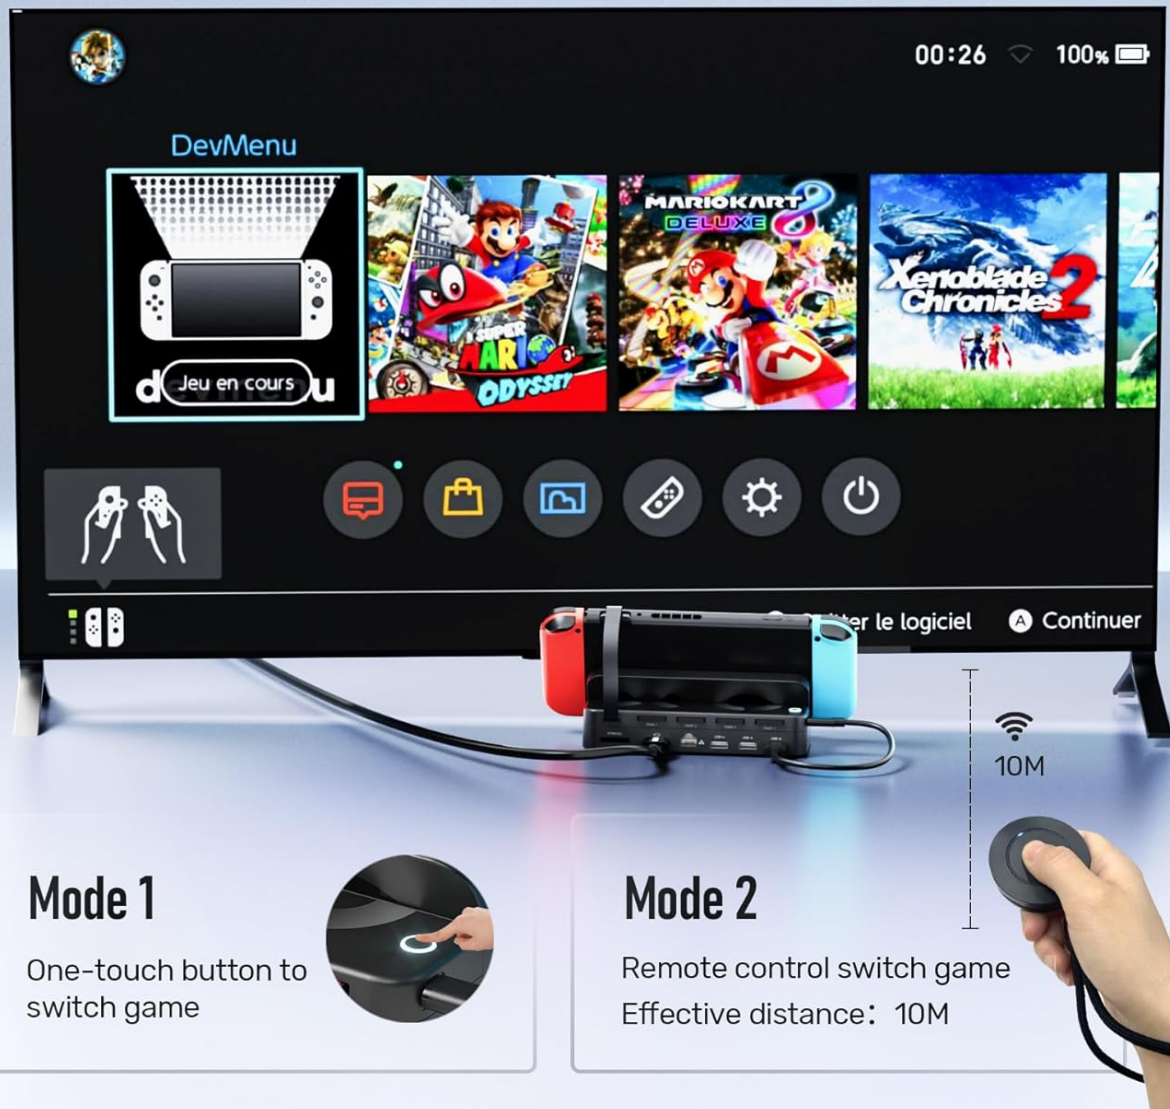 00:26 100%
DevMenu
MARIOKART 8
DELUXE
Xenoblade
Chronicles 2
SUPER
MARIO
ODYSSEY
d Jeu en cours u
ter le logiciel
A Continuer
10M
Mode 1
One-touch button to
switch game
Mode 2
Remote control switch game
Effective distance: 10M